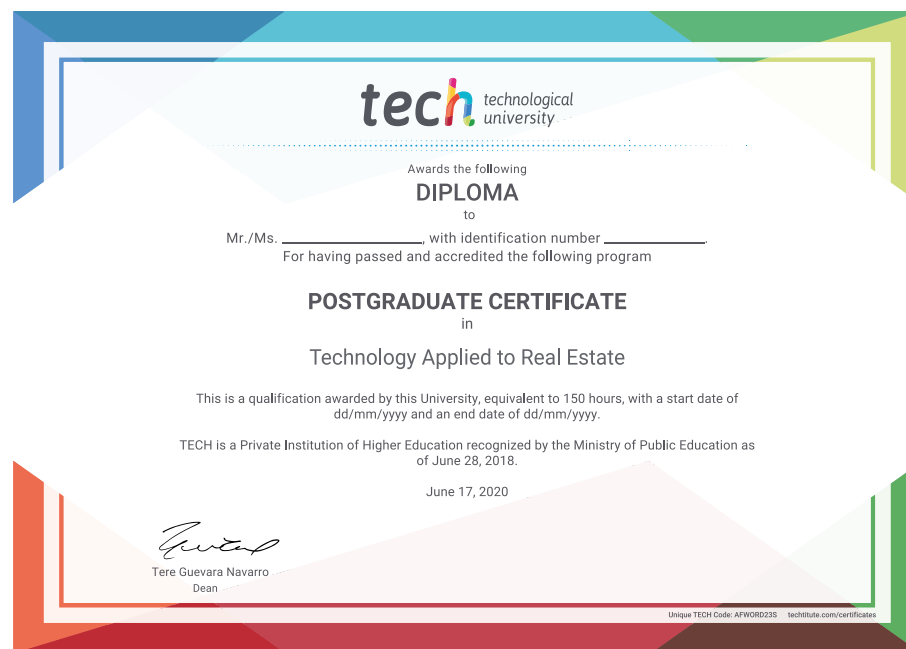 tech technological
university
Awards the following
DIPLOMA
to
Mr./Ms. ____________, with identification number ____________.
For having passed and accredited the following program
POSTGRADUATE CERTIFICATE
in
Technology Applied to Real Estate
This is a qualification awarded by this University, equivalent to 150 hours, with a start date of
dd/mm/yyyy and an end date of dd/mm/yyyy.
TECH is a Private Institution of Higher Education recognized by the Ministry of Public Education as
of June 28, 2018.
June 17, 2020
Tere Guevara Navarro
Dean
Unique TECH Code: AFWORD23S techtitute.com/certificates